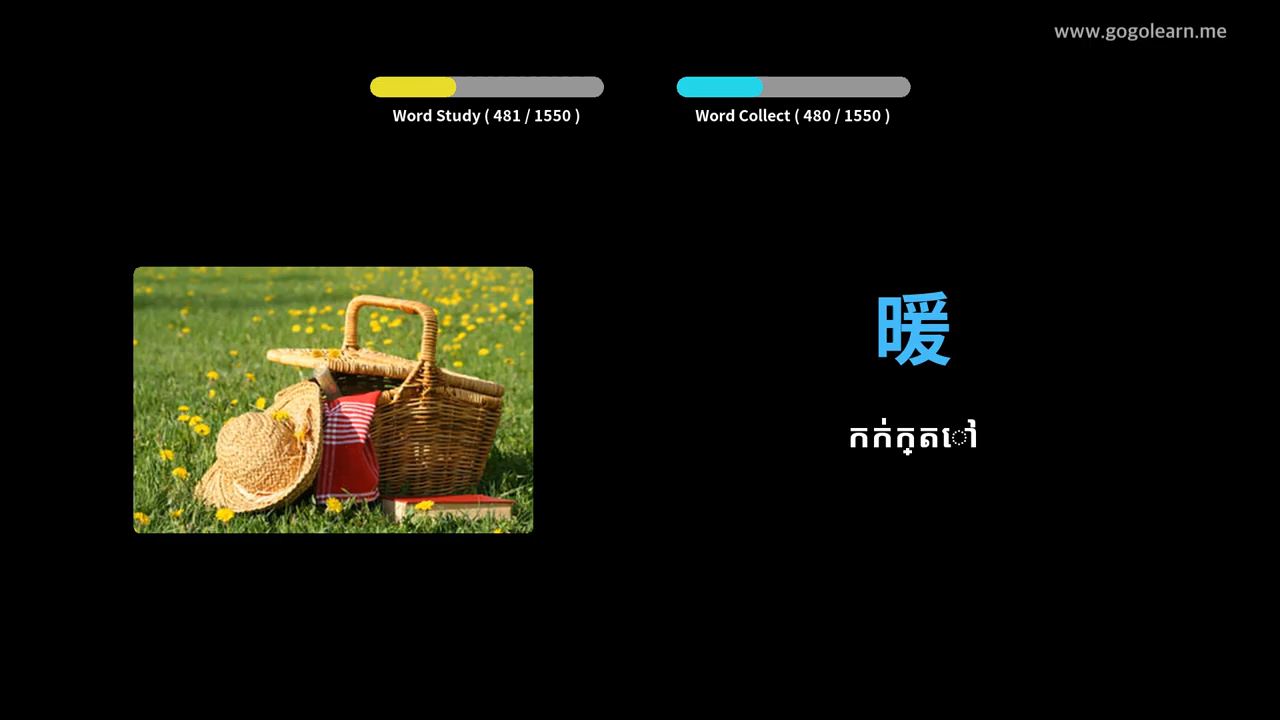 www.gogolearn.me
Word Study ( 481 / 1550 )
Word Collect ( 480 / 1550 )
暖
កក់ក្តៅ